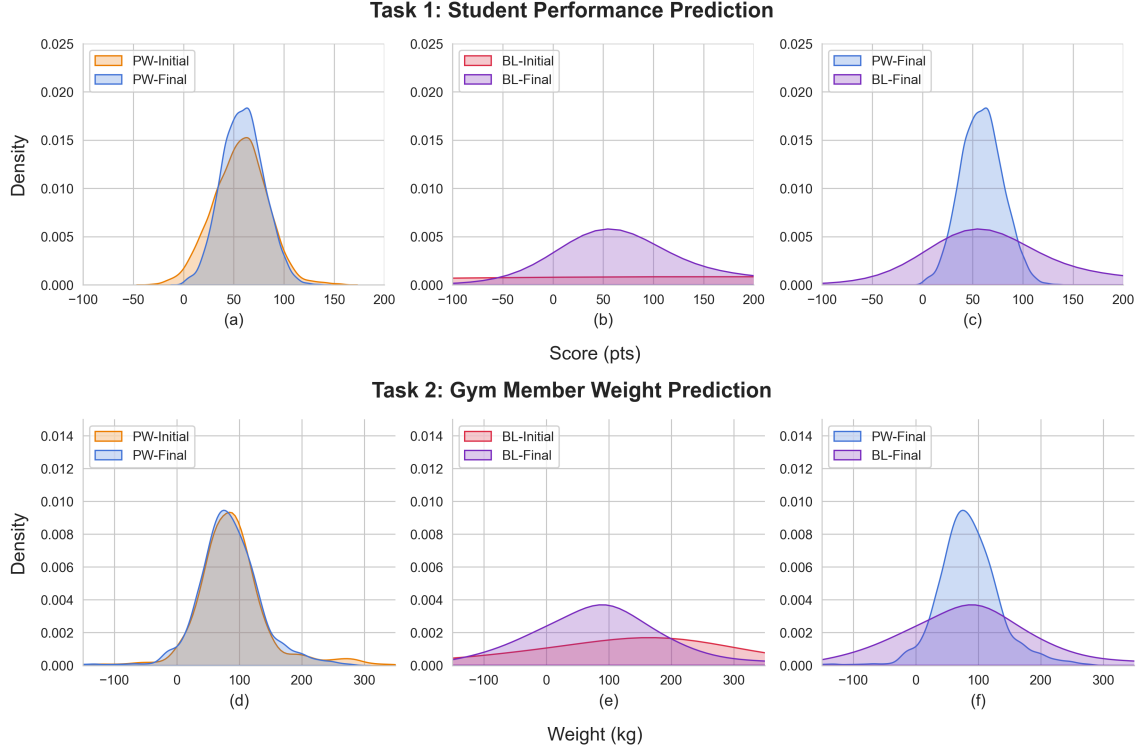 Task 1: Student Performance Prediction
Density
0.025
0.020
0.015
0.010
0.005
0.000
PW-Initial
PW-Final
−100 −50 0 50 100 150 200
(a)
0.025
0.020
0.015
0.010
0.005
0.000
BL-Initial
BL-Final
−100 −50 0 50 100 150 200
(b)
0.025
0.020
0.015
0.010
0.005
0.000
PW-Final
BL-Final
−100 −50 0 50 100 150 200
(c)
Score (pts)
Task 2: Gym Member Weight Prediction
Density
0.014
0.012
0.010
0.008
0.006
0.004
0.002
0.000
PW-Initial
PW-Final
−100 0 100 200 300
(d)
0.014
0.012
0.010
0.008
0.006
0.004
0.002
0.000
BL-Initial
BL-Final
−100 0 100 200 300
(e)
0.014
0.012
0.010
0.008
0.006
0.004
0.002
0.000
PW-Final
BL-Final
−100 0 100 200 300
(f)
Weight (kg)